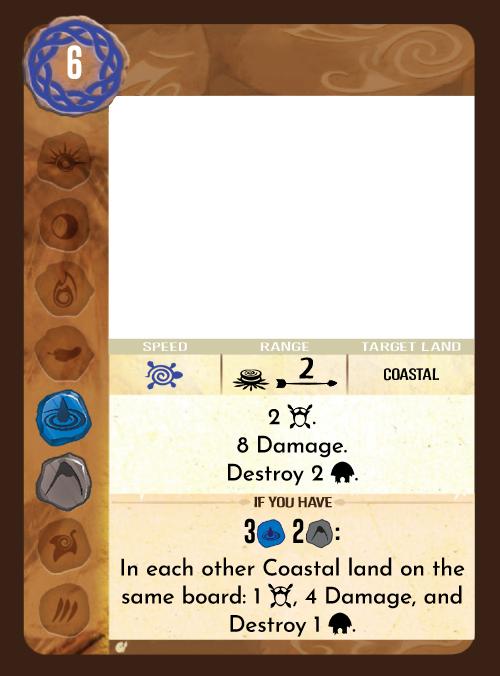 6
SPEED RANGE TARGET LAND
2 COASTAL
2 .
8 Damage.
Destroy 2 .
IF YOU HAVE
3 2 :
In each other Coastal land on the
same board: 1 , 4 Damage, and
Destroy 1 .